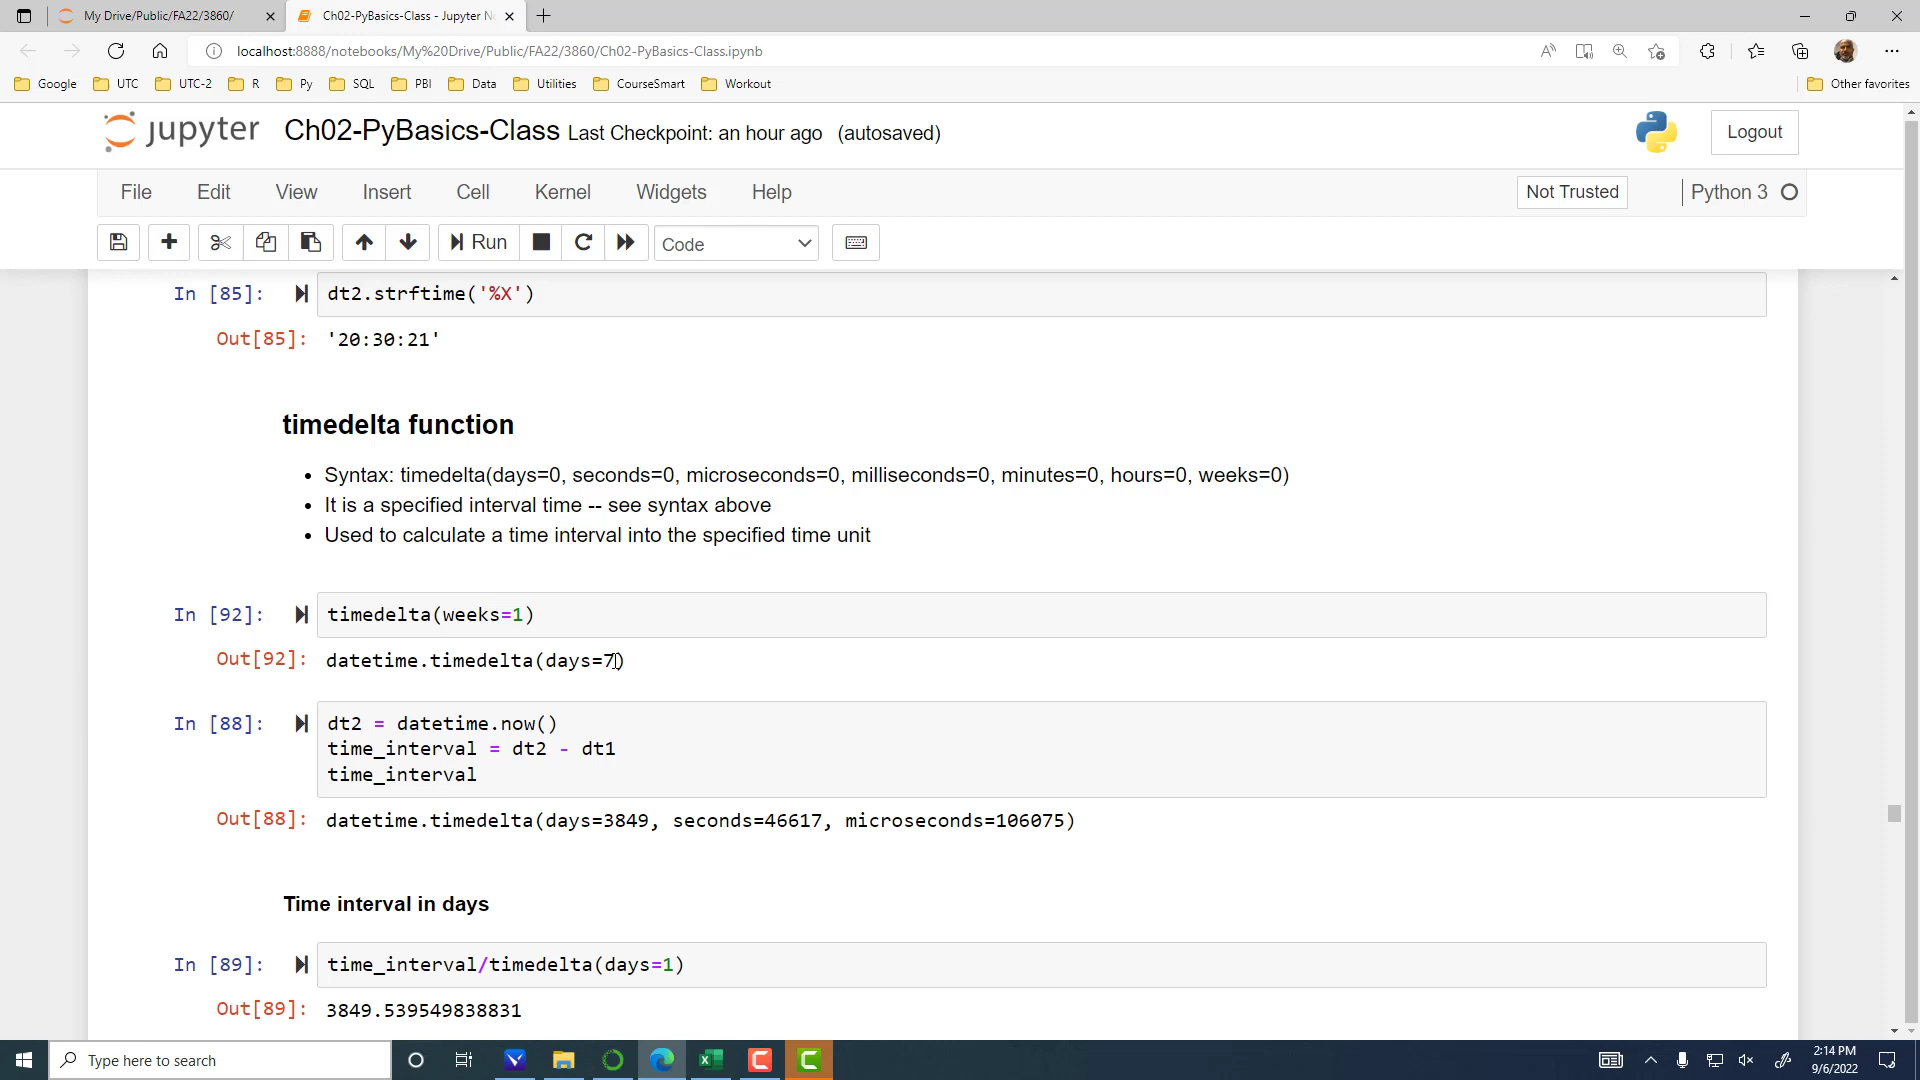 My Drive/Public/FA22/3860/
Ch02-PyBasics-Class - Jupyter N
localhost:8888/notebooks/My%20Drive/Public/FA22/3860/Ch02-PyBasics-Class.ipynb
Google UTC UTC-2 R Py SQL PBI Data Utilities CourseSmart Workout Other favorites
jupyter Ch02-PyBasics-Class Last Checkpoint: an hour ago (autosaved) Logout
File Edit View Insert Cell Kernel Widgets Help Not Trusted Python 3
Run Code
In [85]: dt2.strftime('%X')
Out[85]: '20:30:21'
timedelta function
• Syntax: timedelta(days=0, seconds=0, microseconds=0, milliseconds=0, minutes=0, hours=0, weeks=0)
• It is a specified interval time -- see syntax above
• Used to calculate a time interval into the specified time unit
In [92]: timedelta(weeks=1)
Out[92]: datetime.timedelta(days=7)
In [88]: dt2 = datetime.now()
time_interval = dt2 - dt1
time_interval
Out[88]: datetime.timedelta(days=3849, seconds=46617, microseconds=106075)
Time interval in days
In [89]: time_interval/timedelta(days=1)
Out[89]: 3849.539549838831
Type here to search
2:14 PM
9/6/2022